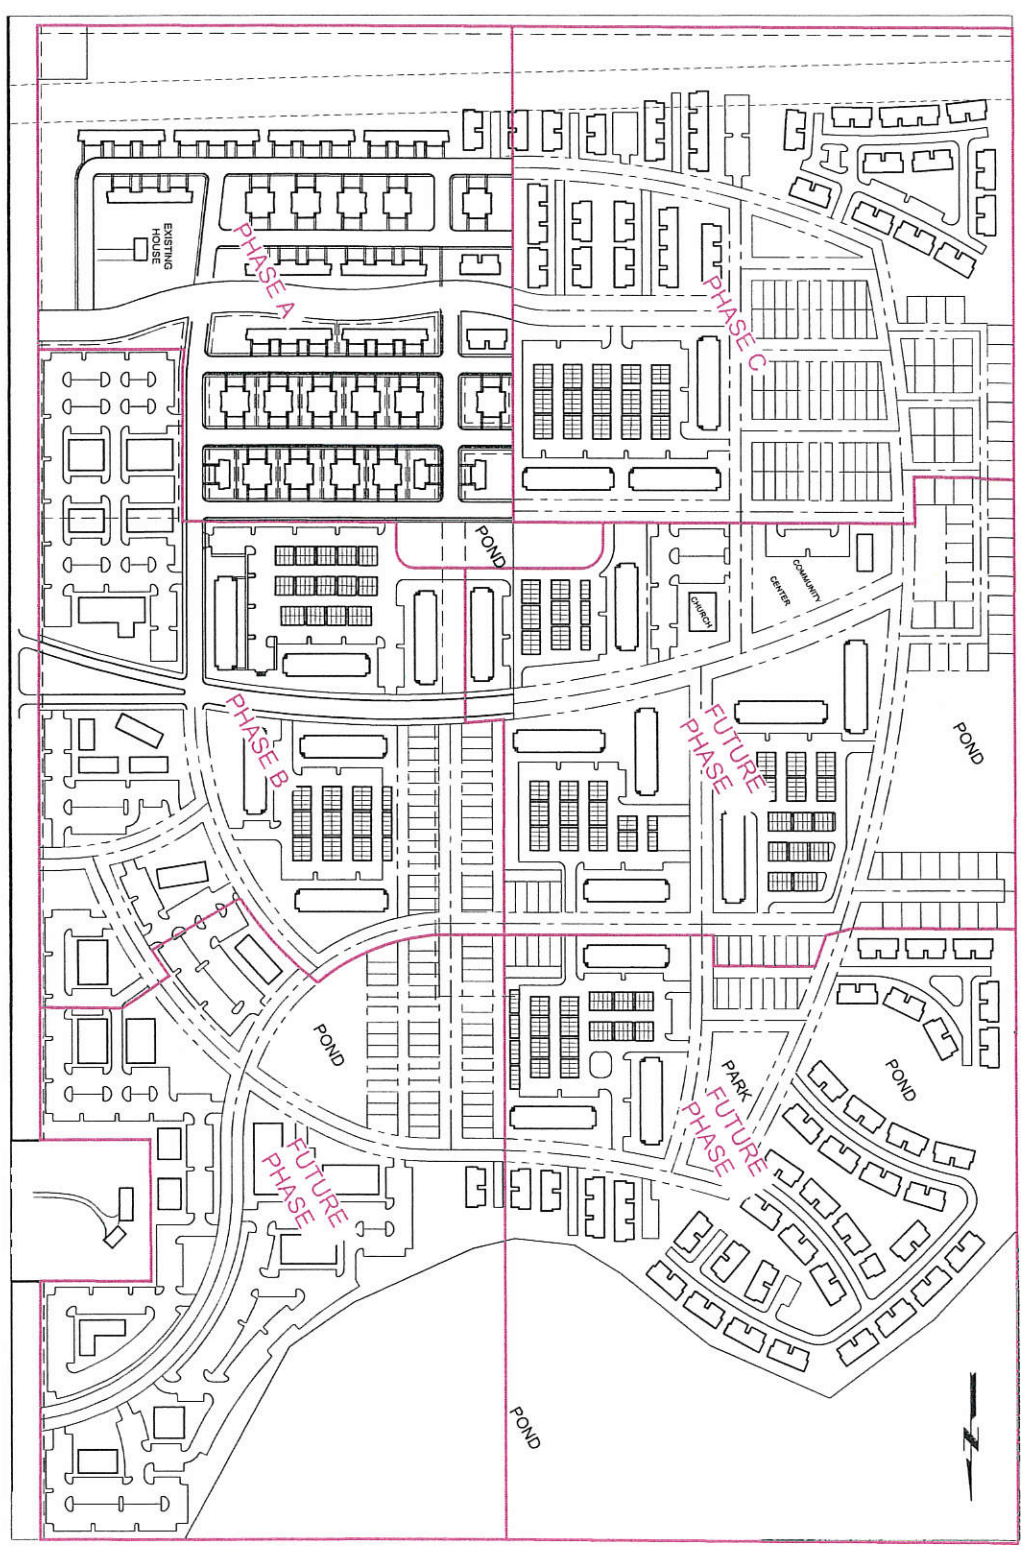 EXISTING
HOUSE
PHASE A
PHASE C
POND
COMMUNITY
CENTER
CHURCH
PHASE B
FUTURE
PHASE
POND
POND
PARK
POND
FUTURE
PHASE
FUTURE
PHASE
POND
N